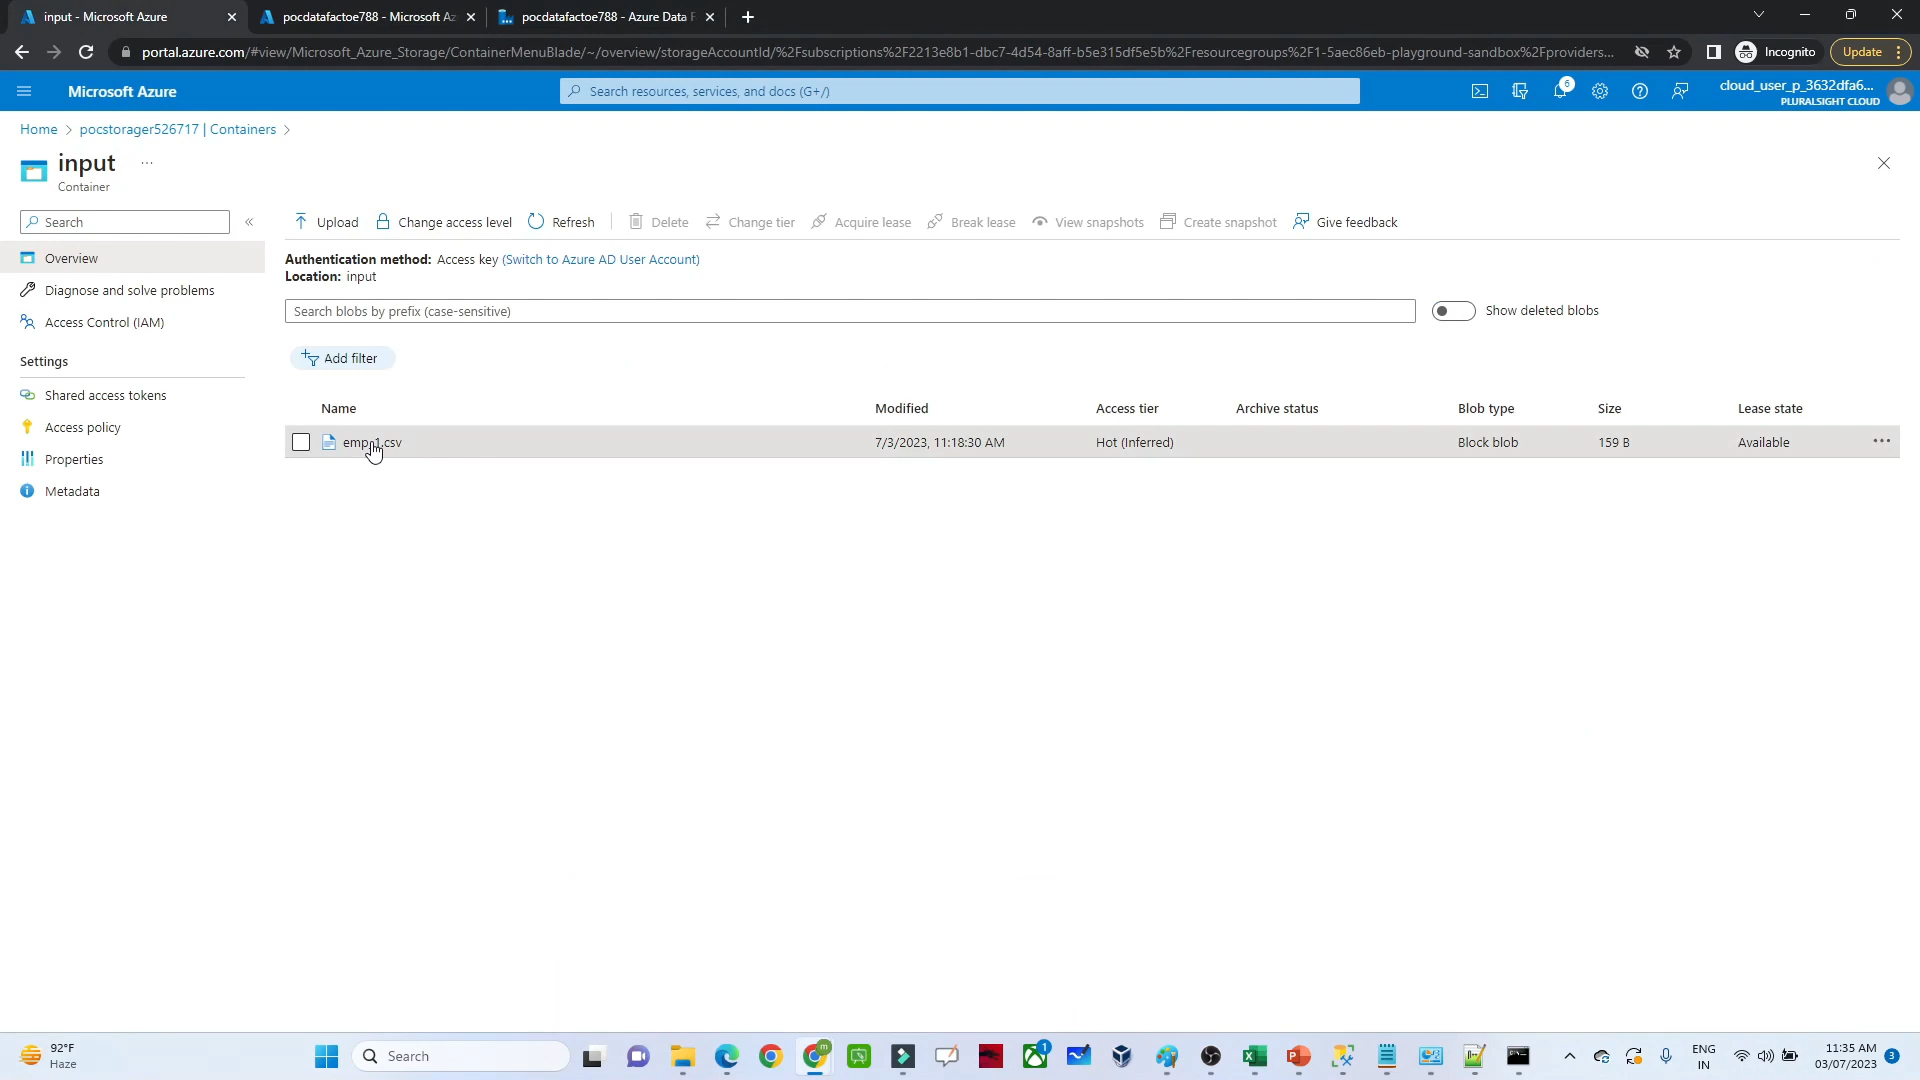 input - Microsoft Azure
pocdatafactoe788 - Microsoft Az
pocdatafactoe788 - Azure Data F
portal.azure.com/#view/Microsoft_Azure_Storage/ContainerMenuBlade/~/overview/storageAccountId/%2Fsubscriptions%2F2213e8b1-dbc7-4d54-8aff-b5e315df5e5b%2Fresourcegroups%2F1-5aec86eb-playground-sandbox%2Fproviders...
Incognito
Update
Microsoft Azure
Search resources, services, and docs (G+/)
6
cloud_user_p_3632dfa6...
PLURALSIGHT CLOUD
Home > pocstorager526717 | Containers >
input ...
Container
Search
«
Upload
Change access level
Refresh
Delete
Change tier
Acquire lease
Break lease
View snapshots
Create snapshot
Give feedback
Overview
Diagnose and solve problems
Access Control (IAM)
Settings
Shared access tokens
Access policy
Properties
Metadata
Authentication method: Access key (Switch to Azure AD User Account)
Location: input
Search blobs by prefix (case-sensitive)
Show deleted blobs
Add filter
Name Modified Access tier Archive status Blob type Size Lease state
emp-1.csv 7/3/2023, 11:18:30 AM Hot (Inferred) Block blob 159 B Available ...
92°F
Haze
Search
m
1
ENG
IN
11:35 AM
03/07/2023
3